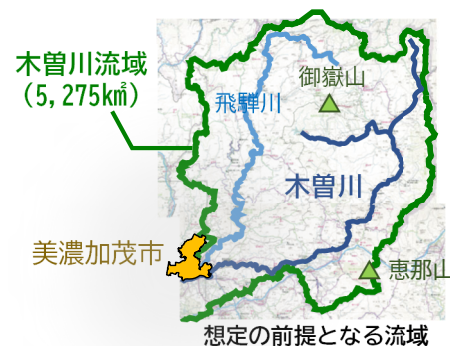 木曽川流域
（5,275k㎡）
飛騨川
御嶽山
木曽川
美濃加茂市
恵那山
想定の前提となる流域